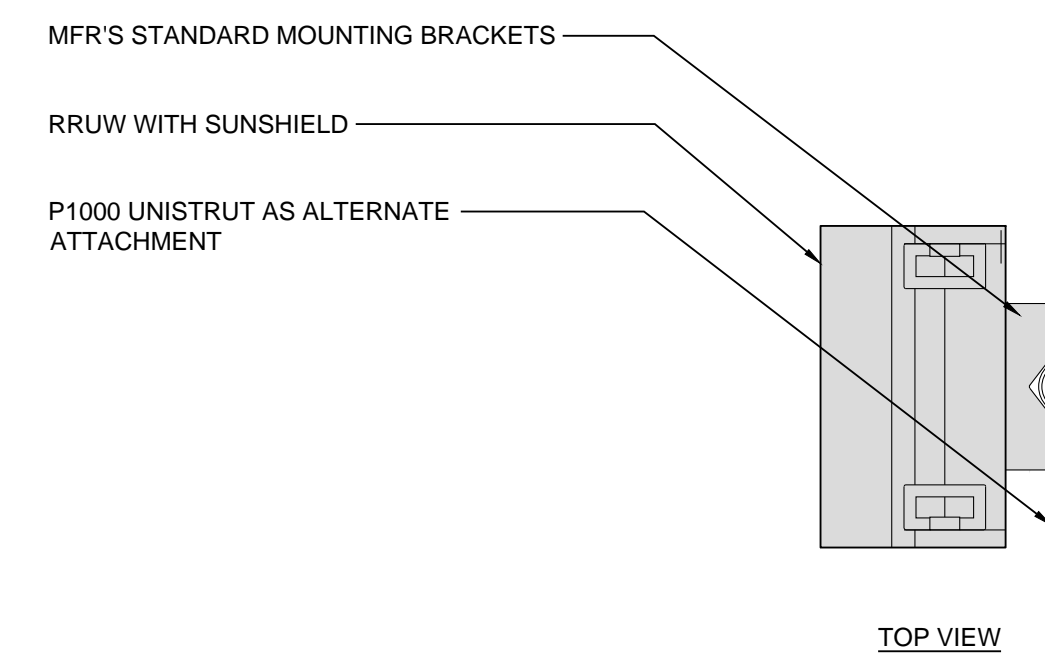 MFR'S STANDARD MOUNTING BRACKETS
RRUW WITH SUNSHIELD
P1000 UNISTRUT AS ALTERNATE
ATTACHMENT
TOP VIEW